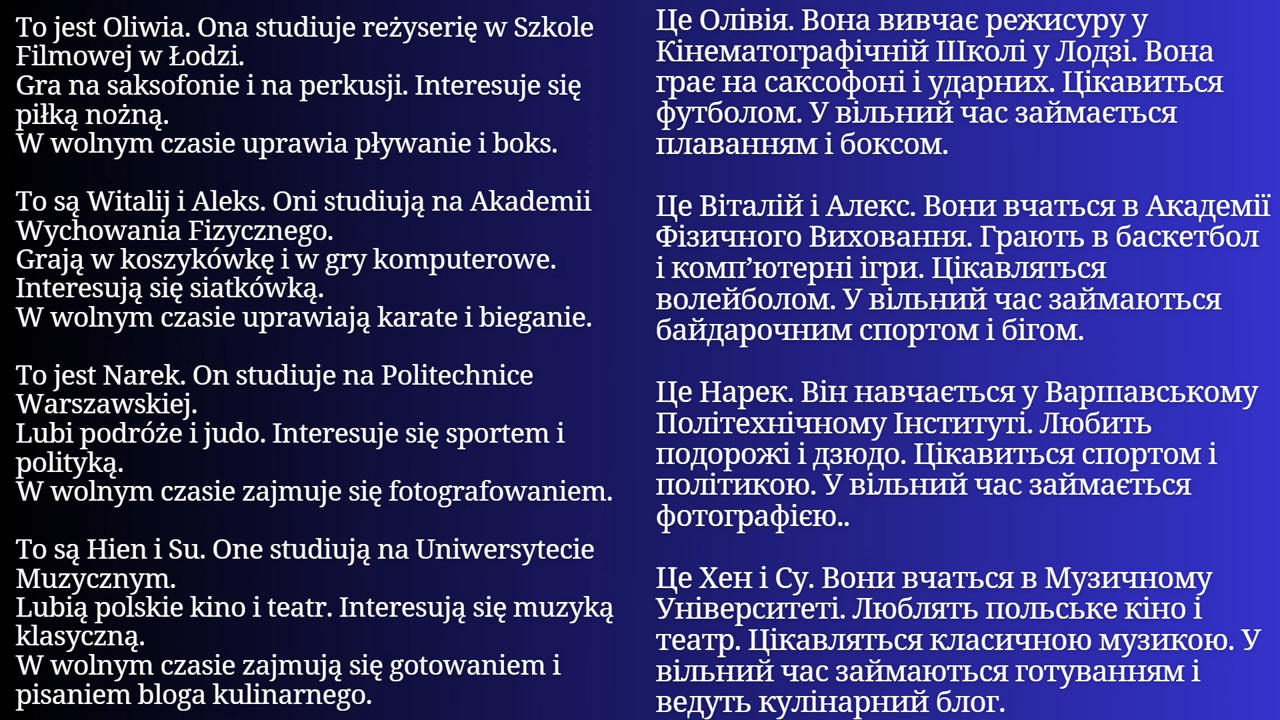 To jest Oliwia. Ona studiuje reżyserię w Szkole
Filmowej w Łodzi.
Gra na saksofonie i na perkusji. Interesuje się
piłką nożną.
W wolnym czasie uprawia pływanie i boks.
To są Witalij i Aleks. Oni studiują na Akademii
Wychowania Fizycznego.
Grają w koszykówkę i w gry komputerowe.
Interesują się siatkówką.
W wolnym czasie uprawiają karate i bieganie.
To jest Narek. On studiuje na Politechnice
Warszawskiej.
Lubi podróże i judo. Interesuje się sportem i
polityką.
W wolnym czasie zajmuje się fotografowaniem.
To są Hien i Su. One studiują na Uniwersytecie
Muzycznym.
Lubią polskie kino i teatr. Interesują się muzyką
klasyczną.
W wolnym czasie zajmują się gotowaniem i
pisaniem bloga kulinarnego.
Це Олівія. Вона вивчає режисуру у
Кінематографічній Школі у Лодзі. Вона
грає на саксофоні і ударних. Цікавиться
футболом. У вільний час займається
плаванням і боксом.
Це Віталій і Алекс. Вони вчаться в Академії
Фізичного Виховання. Грають в баскетбол
і комп’ютерні ігри. Цікавляться
волейболом. У вільний час займаються
байдарочним спортом і бігом.
Це Нарек. Він навчається у Варшавському
Політехнічному Інституті. Любить
подорожі і дзюдо. Цікавиться спортом і
політикою. У вільний час займається
фотографією..
Це Хен і Су. Вони вчаться в Музичному
Університеті. Люблять польське кіно і
театр. Цікавляться класичною музикою. У
вільний час займаються готуванням і
ведуть кулінарний блог.